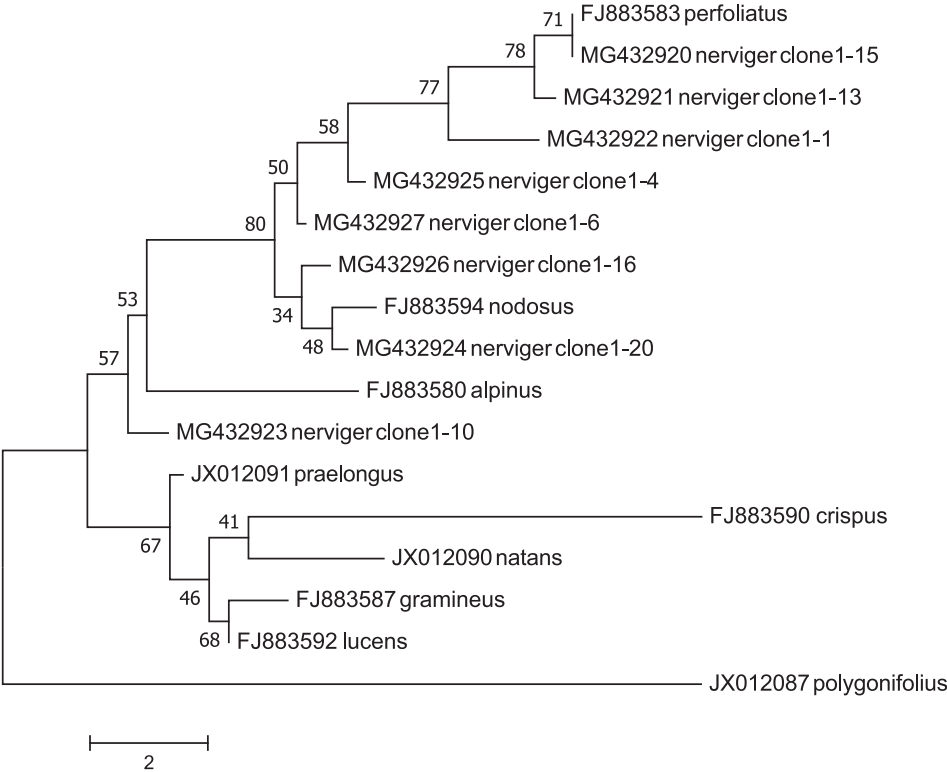 71
FJ883583 perfoliatus
78
MG432920 nerviger clone1-15
77
MG432921 nerviger clone1-13
58
MG432922 nerviger clone1-1
50
MG432925 nerviger clone1-4
80
MG432927 nerviger clone1-6
MG432926 nerviger clone1-16
53
FJ883594 nodosus
34
48
MG432924 nerviger clone1-20
57
FJ883580 alpinus
MG432923 nerviger clone1-10
JX012091 praelongus
41
FJ883590 crispus
67
JX012090 natans
46
FJ883587 gramineus
68
FJ883592 lucens
JX012087 polygonifolius
2